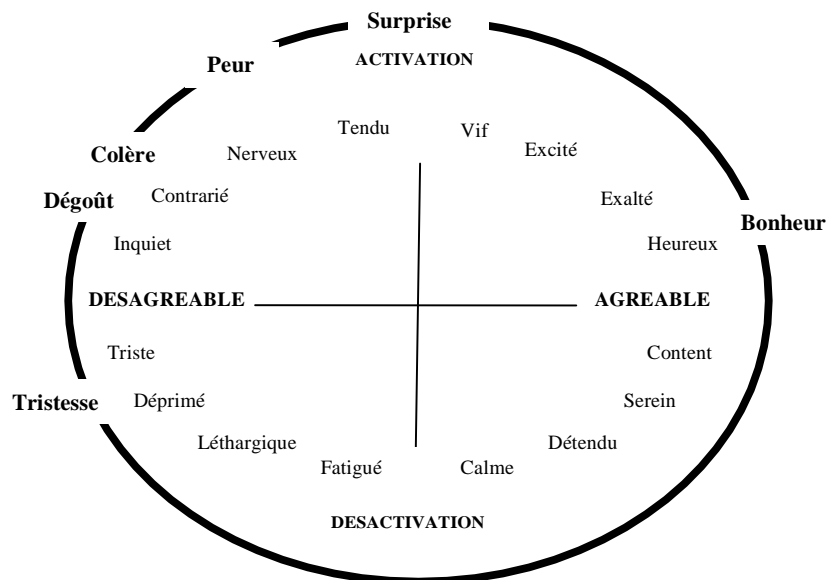 Surprise
Peur
ACTIVATION
Tendu
Vif
Excité
Colère
Nerveux
Dégoût
Contrarié
Exalté
Bonheur
Inquiet
Heureux
DESAGREABLE
AGREABLE
Triste
Content
Tristesse
Déprimé
Serein
Léthargique
Détendu
Fatigué
Calme
DESACTIVATION